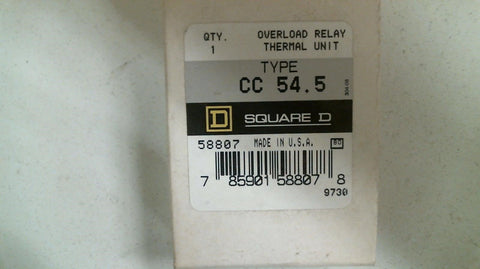 QTY. OVERLOAD RELAY
1 THERMAL UNIT
TYPE
CC 54.5
D SQUARE D
58807 MADE IN U.S.A.
7 85901 58807 8
9730